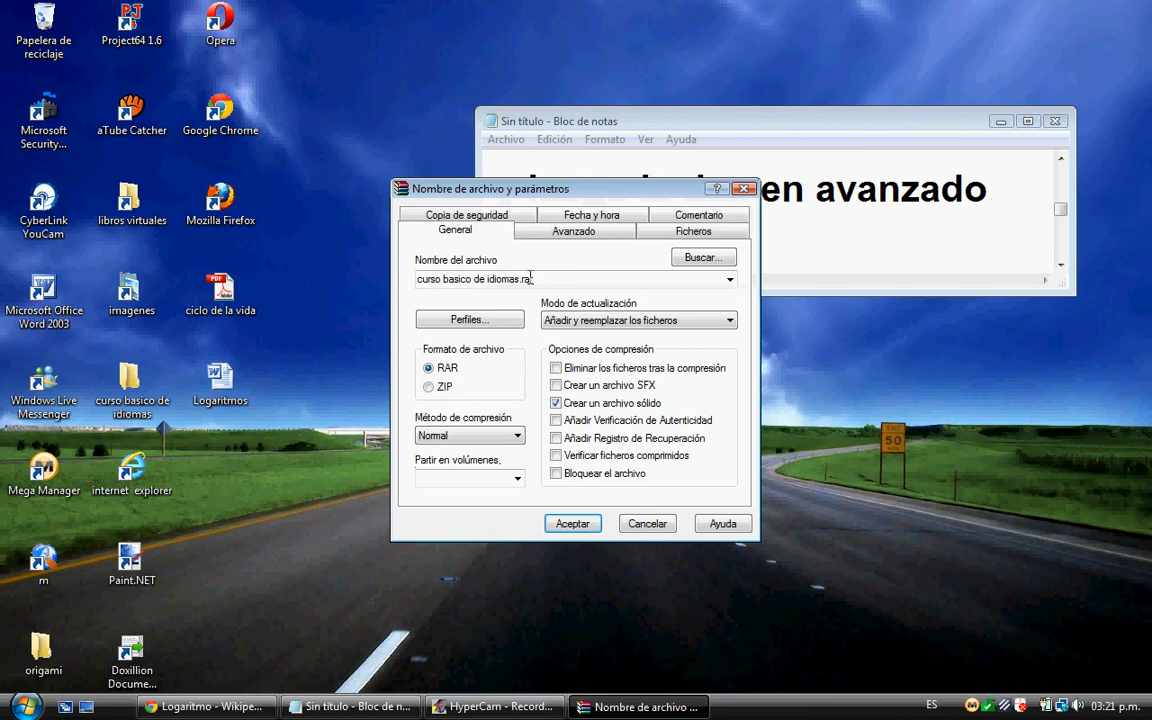 Papelera de
reciclaje
Project64 1.6
Opera
Microsoft
Security...
aTube Catcher
Google Chrome
CyberLink
YouCam
libros virtuales
Mozilla Firefox
Microsoft Office
Word 2003
imagenes
ciclo de la vida
Windows Live
Messenger
curso basico de
idiomas
Logaritmos
Mega Manager
internet explorer
m
Paint.NET
origami
Doxillion
Docume...
Sin título - Bloc de notas
Archivo Edición Formato Ver Ayuda
en avanzado
Nombre de archivo y parámetros
Copia de seguridad Fecha y hora Comentario
General Avanzado Ficheros
Nombre del archivo
Buscar...
curso basico de idiomas.rar
Modo de actualización
Perfiles...
Añadir y reemplazar los ficheros
Formato de archivo
RAR
ZIP
Opciones de compresión
Eliminar los ficheros tras la compresión
Crear un archivo SFX
Crear un archivo sólido
Añadir Verificación de Autenticidad
Añadir Registro de Recuperación
Verificar ficheros comprimidos
Bloquear el archivo
Método de compresión
Normal
Partir en volúmenes,
Aceptar Cancelar Ayuda
EXIT
50
Logaritmo - Wikipe...
Sin título - Bloc de n...
HyperCam - Record...
Nombre de archivo ...
ES
03:21 p.m.